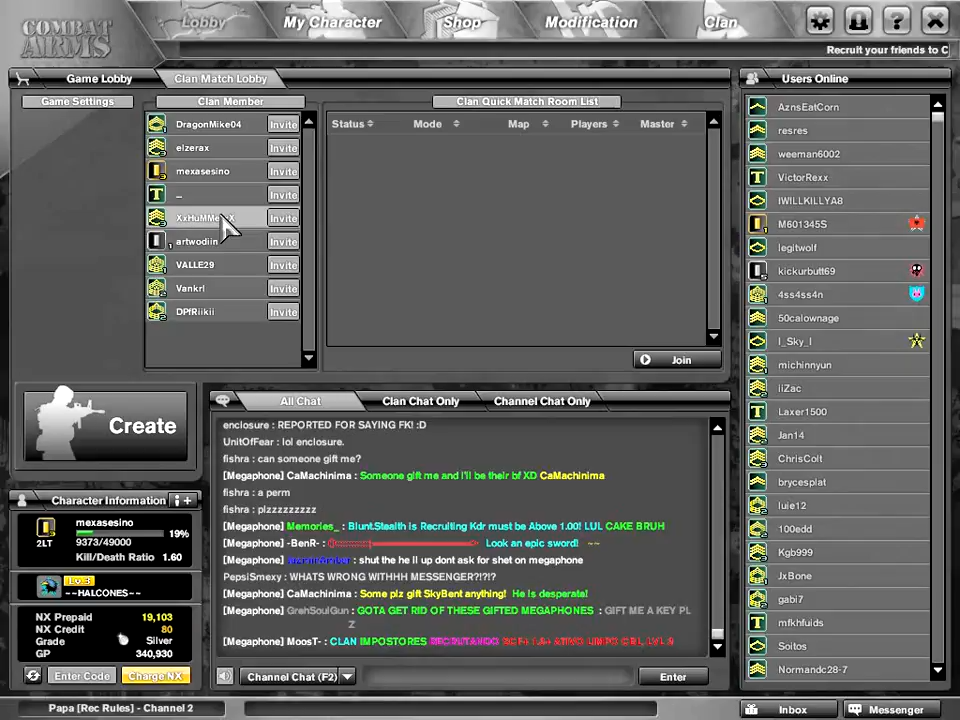 COMBAT ARMS
Lobby
My Character
Shop
Modification
Clan
?
Recruit your friends to C
Game Lobby
Clan Match Lobby
Users Online
Game Settings
Clan Member
Clan Quick Match Room List
DragonMike04 Invite
elzerax Invite
mexasesino Invite
_ Invite
Invite
artwodiin Invite
VALLE29 Invite
Vankrl Invite
DPfRiikii Invite
Status Mode Map Players Master
Join
AznsEatCorn
resres
weeman6002
VictorRexx
IWILLKILLYA8
M601345S
legitwolf
kickurbutt69
4ss4ss4n
50calownage
I_Sky_I
michinnyun
iiZac
Laxer1500
Jan14
ChrisColt
brycesplat
luie12
100edd
Kgb999
JxBone
gabi7
mfkhfuids
Soitos
Normandc28-7
Create
All Chat
Clan Chat Only
Channel Chat Only
enclosure : REPORTED FOR SAYING FK! :D
UnitOfFear : lol enclosure.
fishra : can someone gift me?
[Megaphone] CaMachinima : Someone gift me and I'll be their bf XD CaMachinima
fishra : a perm
fishra : plzzzzzzzzz
[Megaphone] Memories_ : Blunt.Stealth is Recruiting Kdr must be Above 1.00! LUL CAKE BRUH
[Megaphone] -BenR- : Look an epic sword! ~~
[Megaphone] : shut the he ll up dont ask for shet on megaphone
PepsiSmexy : WHATS WRONG WITHHH MESSENGER?!?!?
[Megaphone] CaMachinima : Some plz gift SkyBent anything! He is desperate!
[Megaphone] GrehSoulGun : GOTA GET RID OF THESE GIFTED MEGAPHONES : GIFT ME A KEY PL
Z
[Megaphone] MoosT- : CLAN IMPOSTORES RECRUTANDO
Channel Chat (F2)
Enter
Character Information
mexasesino
19%
2LT
9373/49000
Kill/Death Ratio 1.60
Lv.3
~~HALCONES~~
NX Prepaid 19,103
NX Credit 80
Grade Silver
GP 340,930
Enter Code
Charge NX
Papa [Rec Rules] - Channel 2
Inbox
Messenger